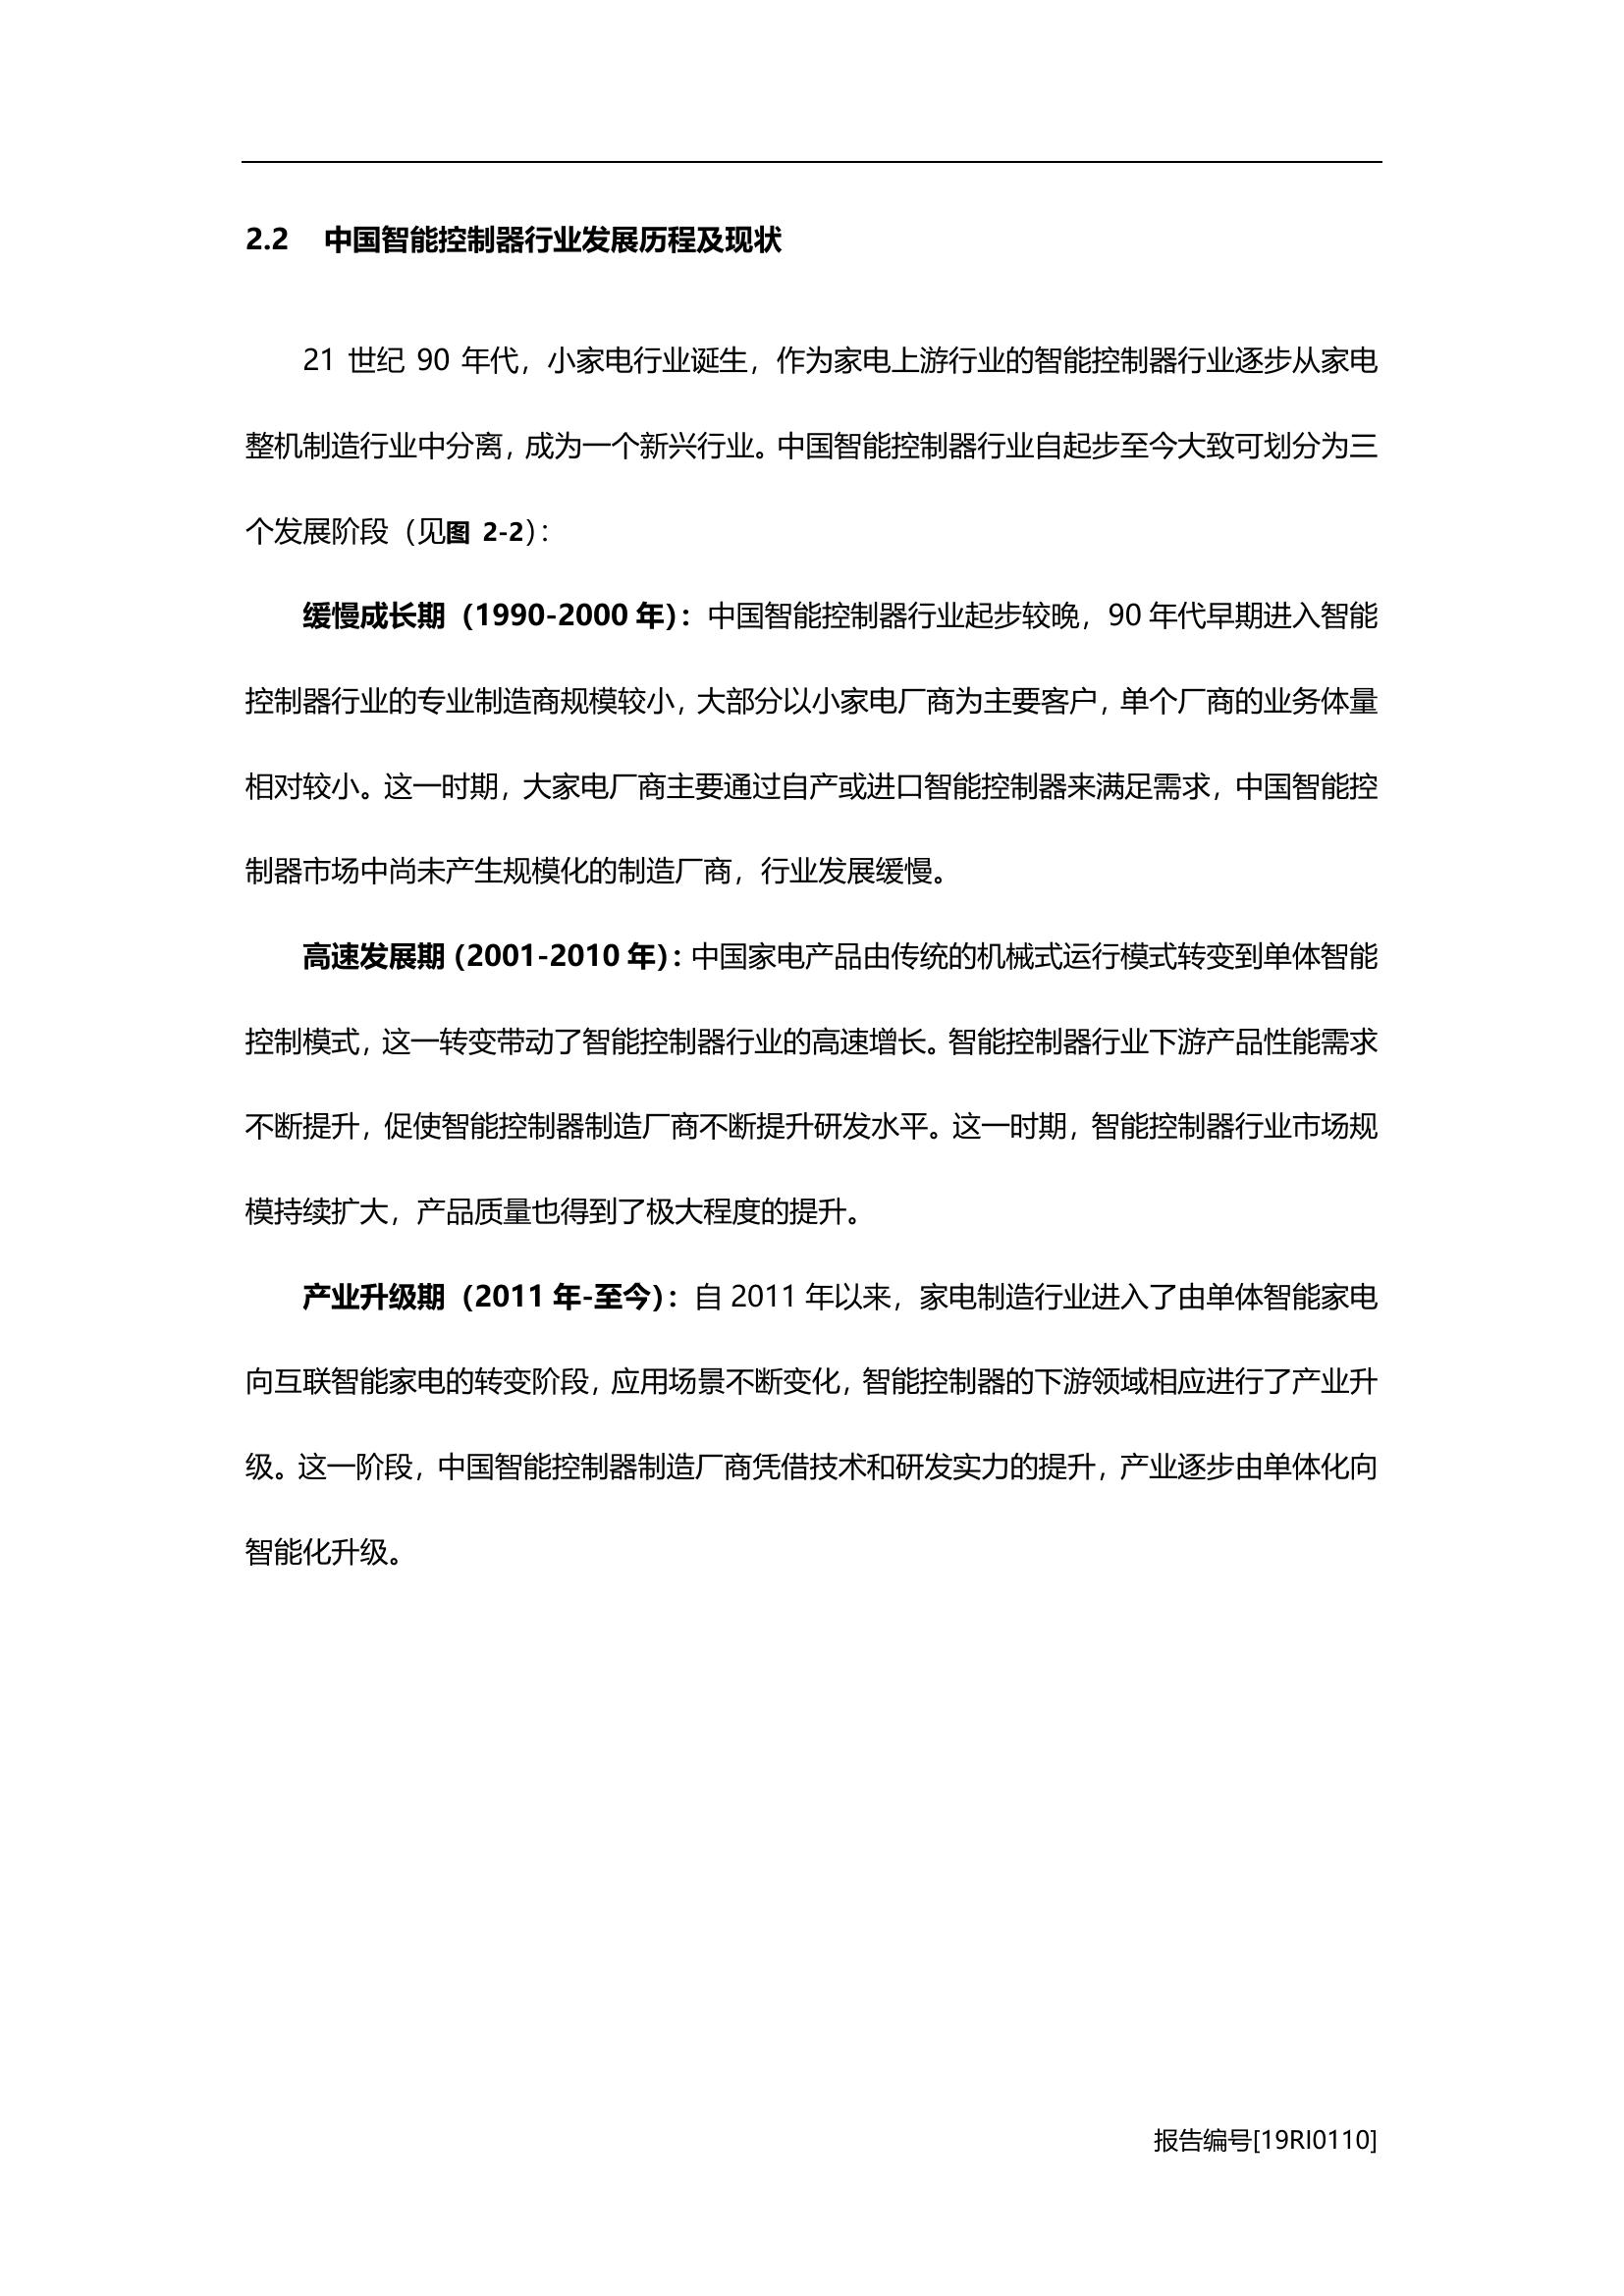 2.2 中国智能控制器行业发展历程及现状
21 世纪 90 年代，小家电行业诞生，作为家电上游行业的智能控制器行业逐步从家电
整机制造行业中分离，成为一个新兴行业。中国智能控制器行业自起步至今大致可划分为三
个发展阶段（见图 2-2）：
缓慢成长期（1990-2000 年）：中国智能控制器行业起步较晚，90 年代早期进入智能
控制器行业的专业制造商规模较小，大部分以小家电厂商为主要客户，单个厂商的业务体量
相对较小。这一时期，大家电厂商主要通过自产或进口智能控制器来满足需求，中国智能控
制器市场中尚未产生规模化的制造厂商，行业发展缓慢。
高速发展期（2001-2010 年）：中国家电产品由传统的机械式运行模式转变到单体智能
控制模式，这一转变带动了智能控制器行业的高速增长。智能控制器行业下游产品性能需求
不断提升，促使智能控制器制造厂商不断提升研发水平。这一时期，智能控制器行业市场规
模持续扩大，产品质量也得到了极大程度的提升。
产业升级期（2011 年-至今）：自 2011 年以来，家电制造行业进入了由单体智能家电
向互联智能家电的转变阶段，应用场景不断变化，智能控制器的下游领域相应进行了产业升
级。这一阶段，中国智能控制器制造厂商凭借技术和研发实力的提升，产业逐步由单体化向
智能化升级。
报告编号[19RI0110]